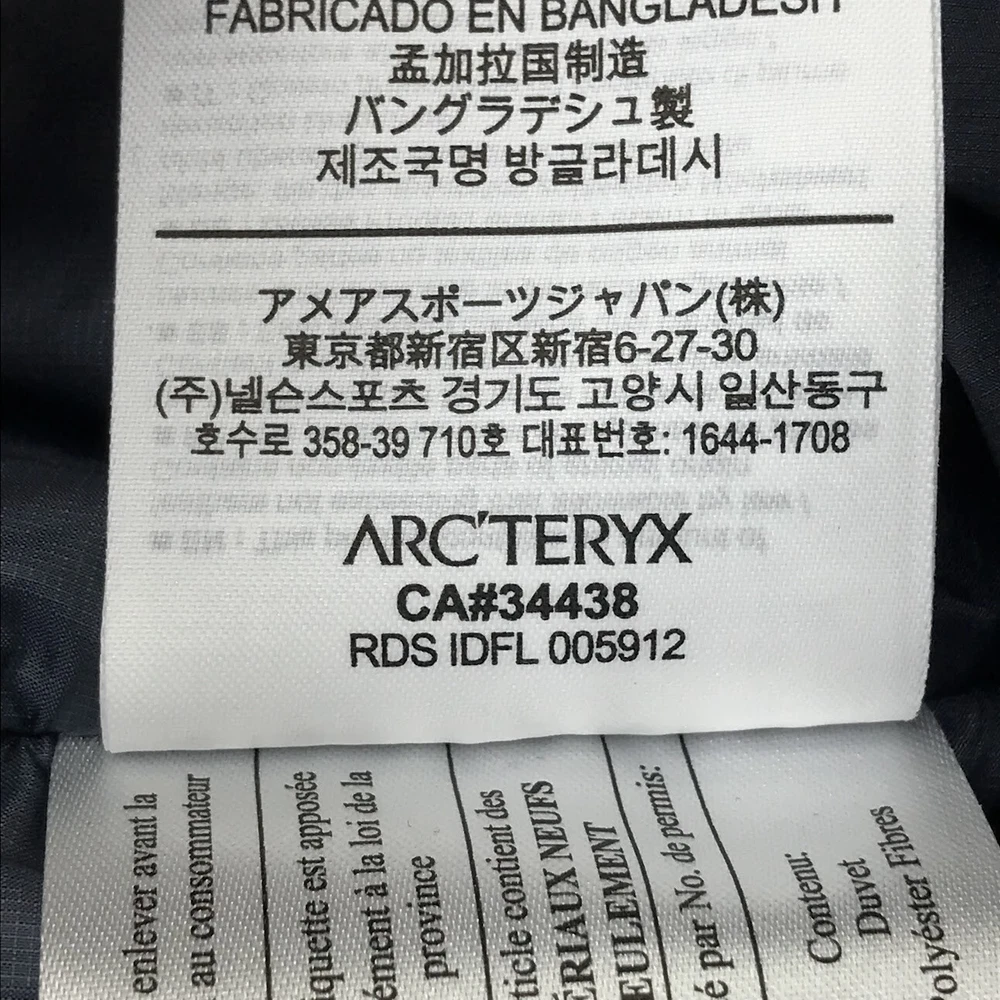 FABRICADO EN BANGLADESH
孟加拉国制造
バングラデシュ製
제조국명 방글라데시
アメアスポーツジャパン(株)
東京都新宿区新宿6-27-30
(주)넬슨스포츠 경기도 고양시 일산동구
호수로 358-39 710호 대표번호: 1644-1708
ARC'TERYX
CA#34438
RDS IDFL 005912
enlever avant la
au consommateur
iquette est apposée
ément à la loi de la
province
ticle contient des
ÉRIAUX NEUFS
EULEMENT
é par No. de permis:
Contenu:
Duvet
olyéster Fibres